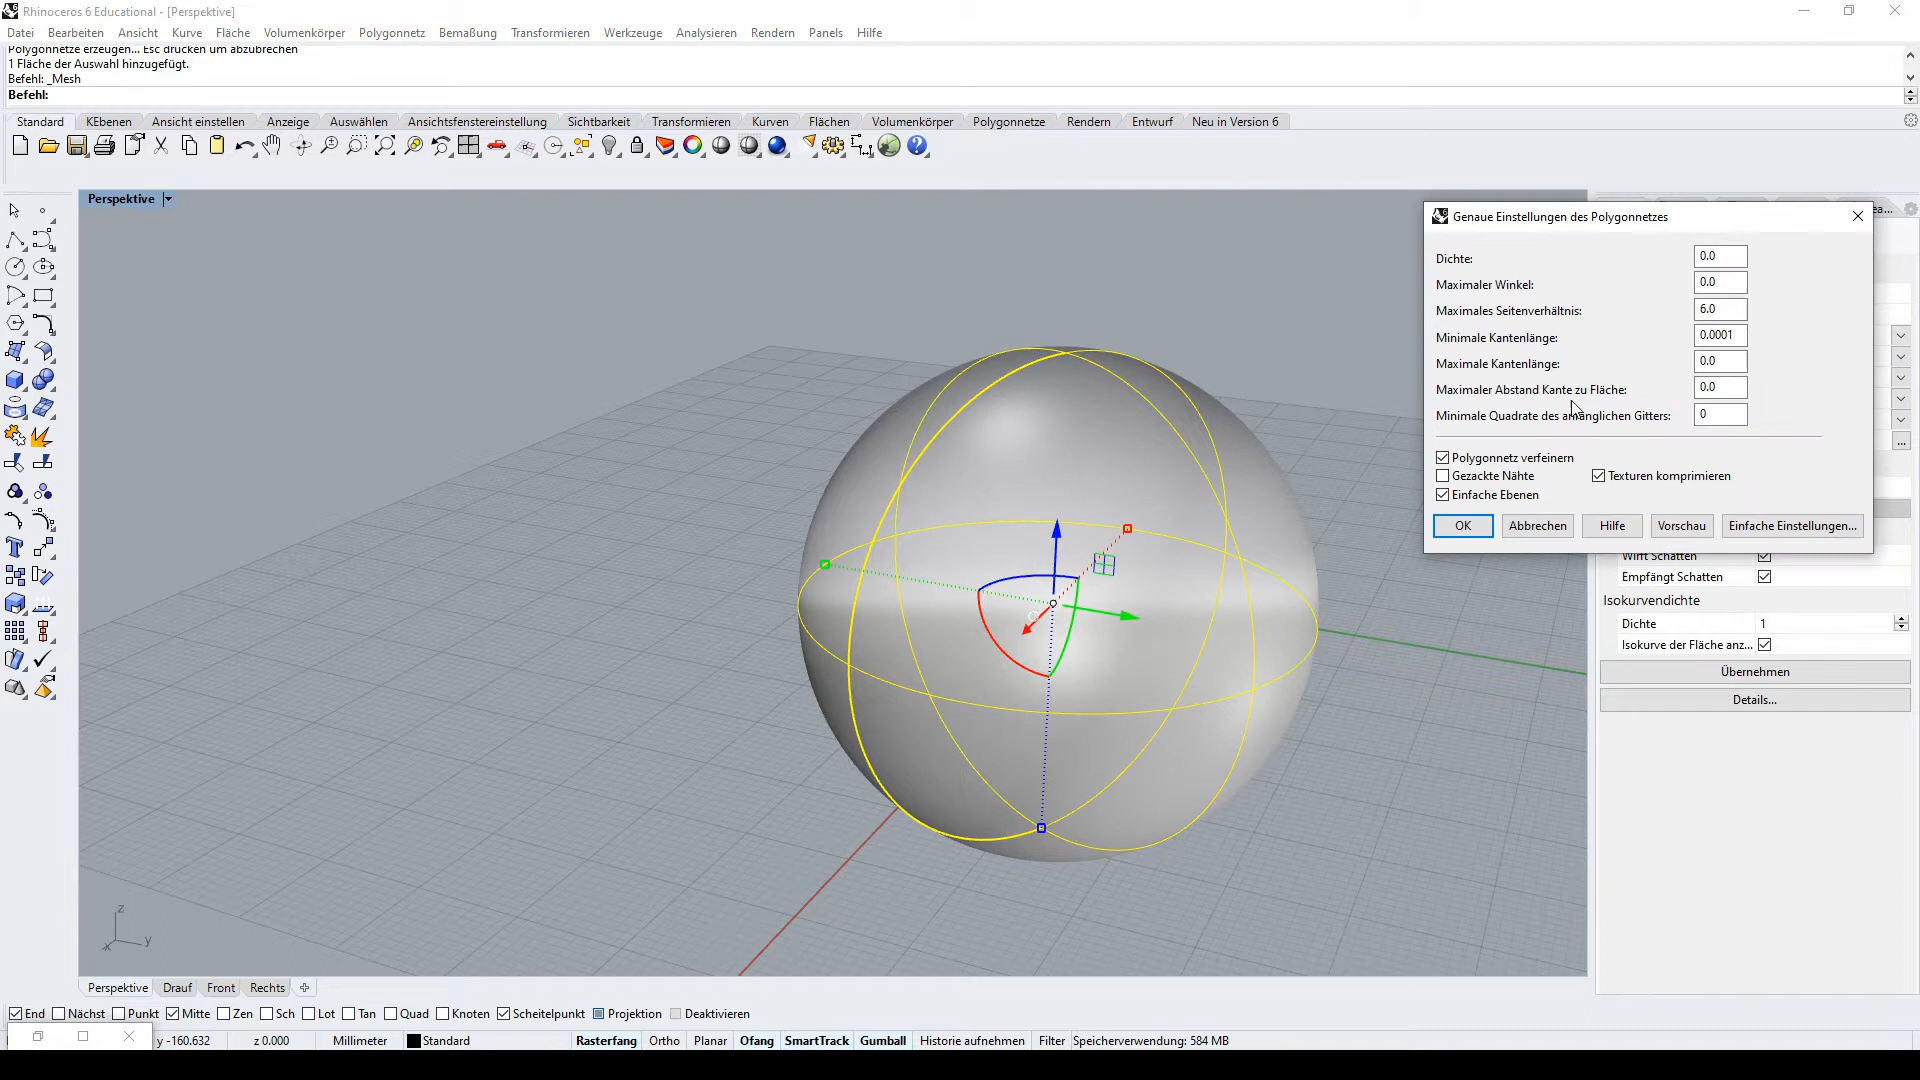 Rhinoceros 6 Educational - [Perspektive]
Datei Bearbeiten Ansicht Kurve Fläche Volumenkörper Polygonnetz Bemaßung Transformieren Werkzeuge Analysieren Rendern Panels Hilfe
Polygonnetze erzeugen... Esc drücken um abzubrechen
1 Fläche der Auswahl hinzugefügt.
Befehl: _Mesh
Befehl:
Standard KEbenen Ansicht einstellen Anzeige Auswählen Ansichtsfenstereinstellung Sichtbarkeit Transformieren Kurven Flächen Volumenkörper Polygonnetze Rendern Entwurf Neu in Version 6
Perspektive
Genaue Einstellungen des Polygonnetzes
Dichte: 0.0
Maximaler Winkel: 0.0
Maximales Seitenverhältnis: 6.0
Minimale Kantenlänge: 0.0001
Maximale Kantenlänge: 0.0
Maximaler Abstand Kante zu Fläche: 0.0
Minimale Quadrate des anfänglichen Gitters: 0
Polygonnetz verfeinern
Gezackte Nähte Texturen komprimieren
Einfache Ebenen
OK Abbrechen Hilfe Vorschau Einfache Einstellungen...
Wirft Schatten
Empfängt Schatten
Isokurvendichte
Dichte 1
Isokurve der Fläche anz...
Übernehmen
Details...
z
y
x
Perspektive Drauf Front Rechts
End Nächst Punkt Mitte Zen Sch Lot Tan Quad Knoten Scheitelpunkt Projektion Deaktivieren
y -160.632 z 0.000 Millimeter Standard Rasterfang Ortho Planar Ofang SmartTrack Gumball Historie aufnehmen Filter Speicherverwendung: 584 MB